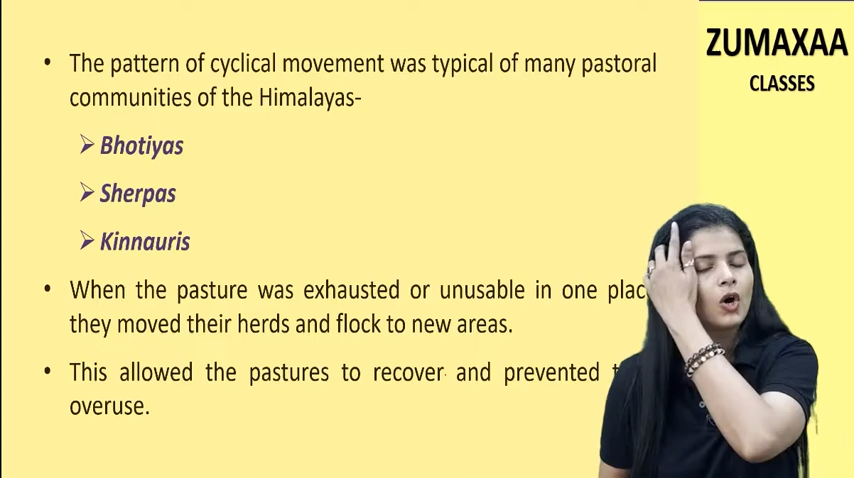 ZUMAXAA
CLASSES
• The pattern of cyclical movement was typical of many pastoral
communities of the Himalayas-
➢ Bhotiyas
➢ Sherpas
➢ Kinnauris
• When the pasture was exhausted or unusable in one
they moved their herds and flock to new areas.
• This allowed the pastures to recover and prevented
overuse.